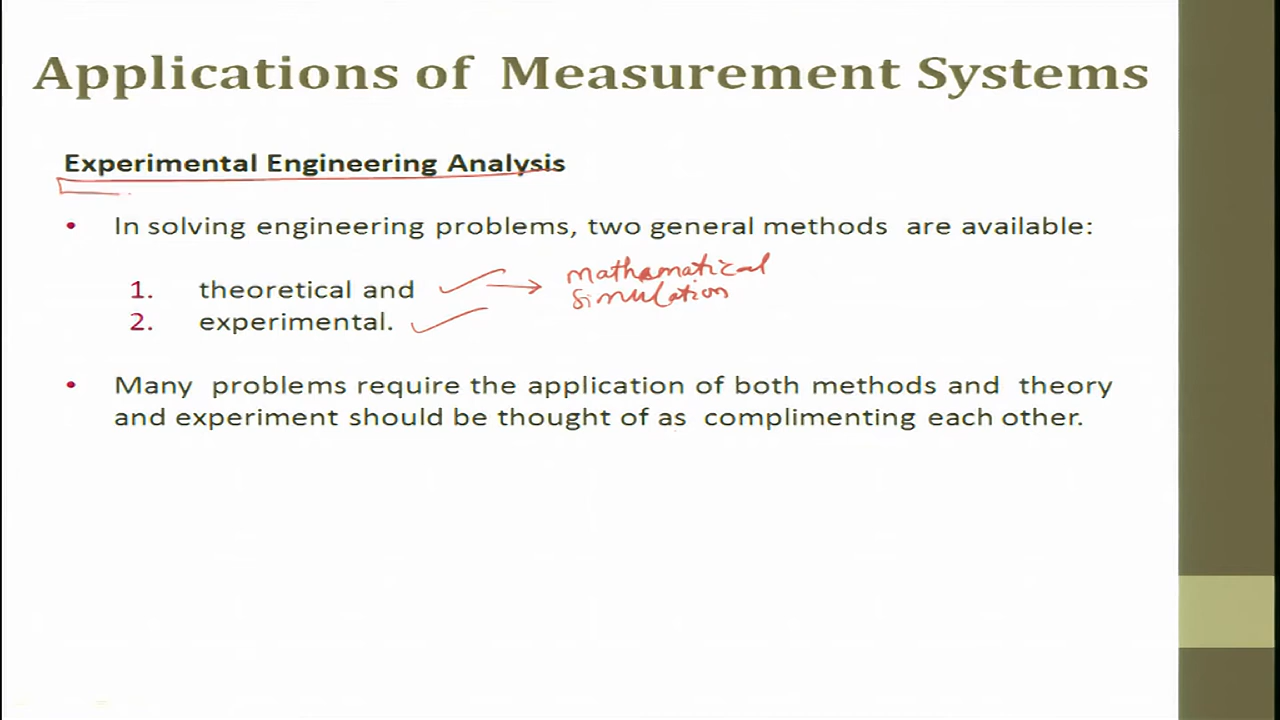 Applications of Measurement Systems
Experimental Engineering Analysis
• In solving engineering problems, two general methods are available:
1. theoretical and
mathematical
simulation
2. experimental.
• Many problems require the application of both methods and theory
and experiment should be thought of as complimenting each other.